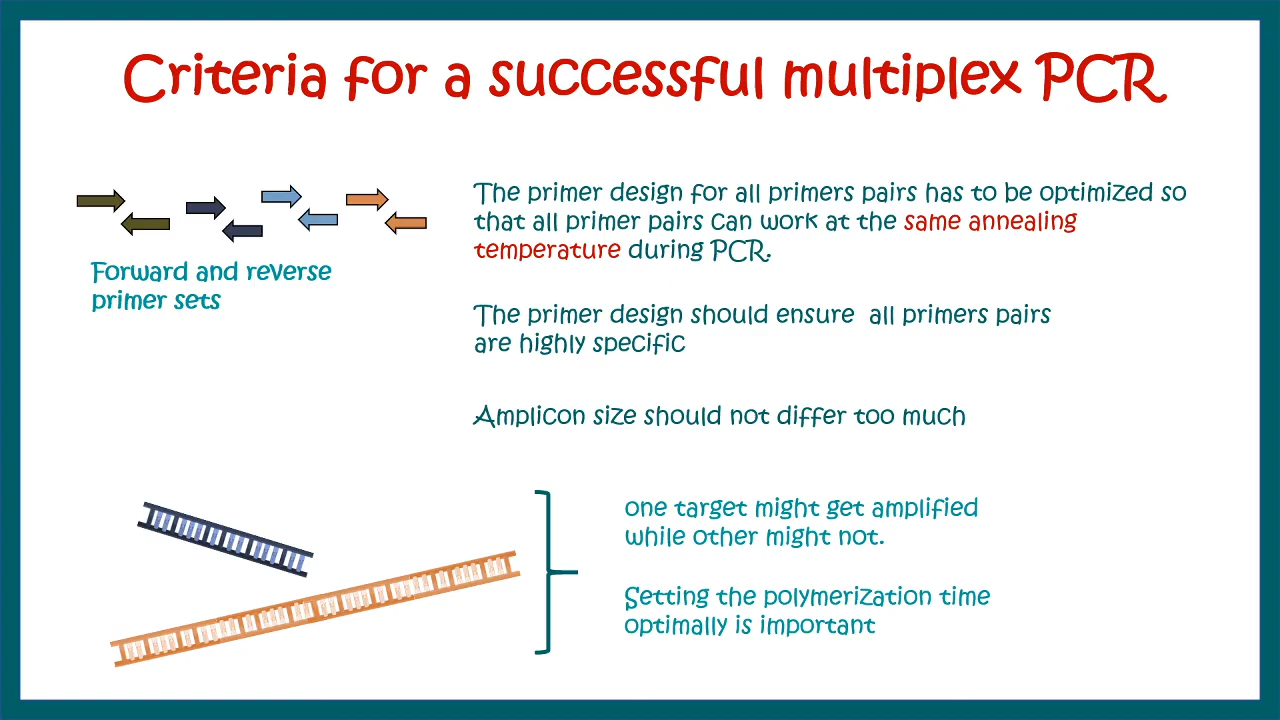 Criteria for a successful multiplex PCR
The primer design for all primers pairs has to be optimized so
that all primer pairs can work at the same annealing
temperature during PCR.
Forward and reverse
primer sets
The primer design should ensure  all primers pairs
are highly specific
Amplicon size should not differ too much
one target might get amplified
while other might not.
Setting the polymerization time
optimally is important